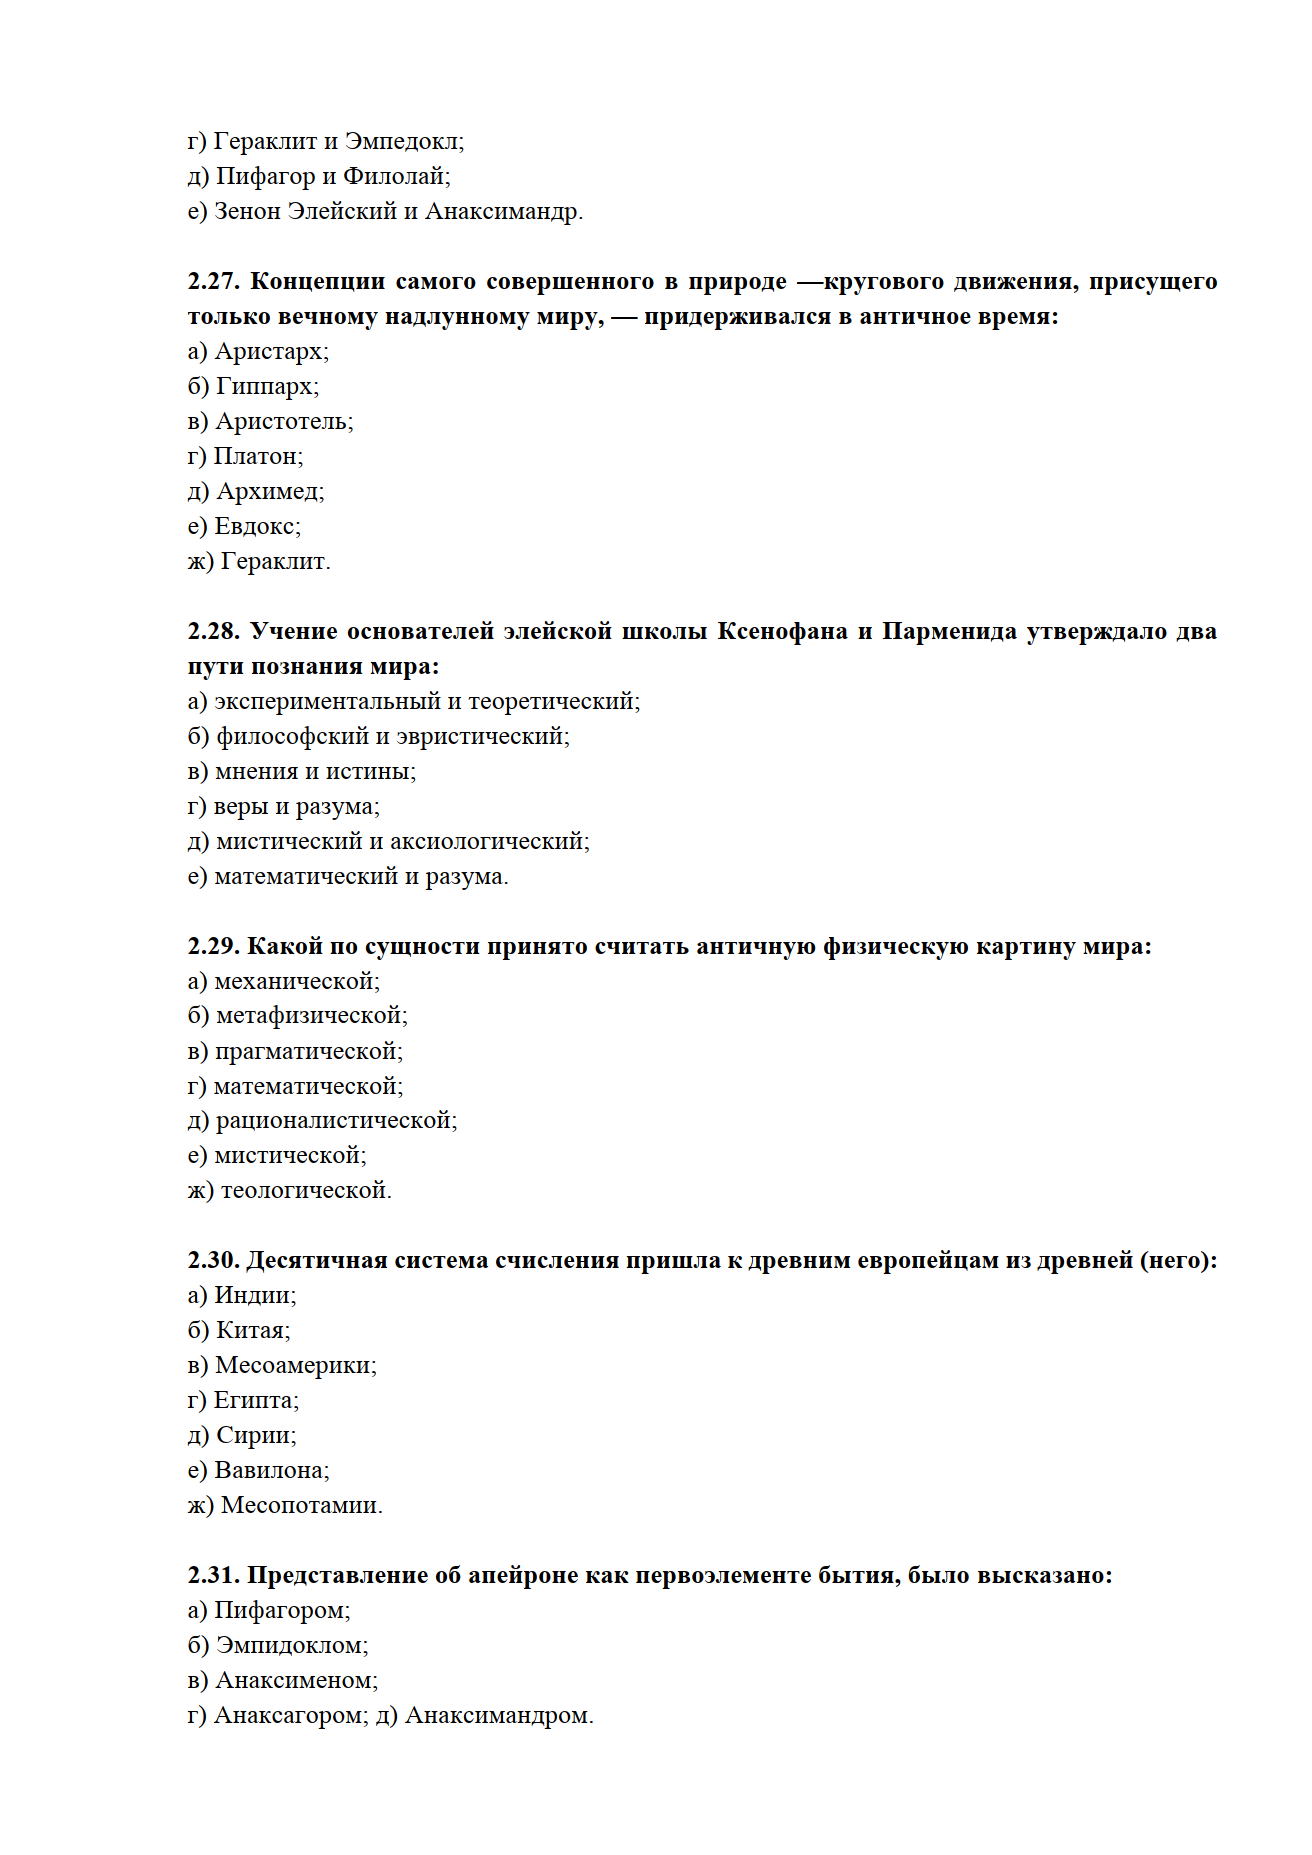 г) Гераклит и Эмпедокл;
д) Пифагор и Филолай;
е) Зенон Элейский и Анаксимандр.
2.27. Концепции самого совершенного в природе —кругового движения, присущего
только вечному надлунному миру, — придерживался в античное время:
а) Аристарх;
б) Гиппарх;
в) Аристотель;
г) Платон;
д) Архимед;
е) Евдокс;
ж) Гераклит.
2.28. Учение основателей элейской школы Ксенофана и Парменида утверждало два
пути познания мира:
а) экспериментальный и теоретический;
б) философский и эвристический;
в) мнения и истины;
г) веры и разума;
д) мистический и аксиологический;
е) математический и разума.
2.29. Какой по сущности принято считать античную физическую картину мира:
а) механической;
б) метафизической;
в) прагматической;
г) математической;
д) рационалистической;
е) мистической;
ж) теологической.
2.30. Десятичная система счисления пришла к древним европейцам из древней (него):
а) Индии;
б) Китая;
в) Месоамерики;
г) Египта;
д) Сирии;
е) Вавилона;
ж) Месопотамии.
2.31. Представление об апейроне как первоэлементе бытия, было высказано:
а) Пифагором;
б) Эмпидоклом;
в) Анаксименом;
г) Анаксагором; д) Анаксимандром.